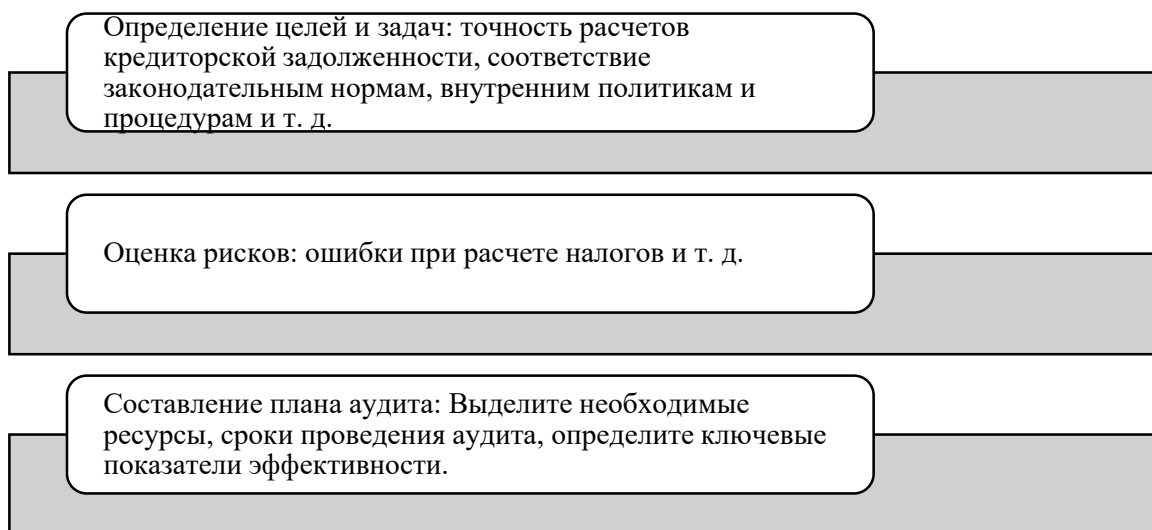 Определение целей и задач: точность расчетов
кредиторской задолженности, соответствие
законодательным нормам, внутренним политикам и
процедурам и т. д.
Оценка рисков: ошибки при расчете налогов и т. д.
Составление плана аудита: Выделите необходимые
ресурсы, сроки проведения аудита, определите ключевые
показатели эффективности.